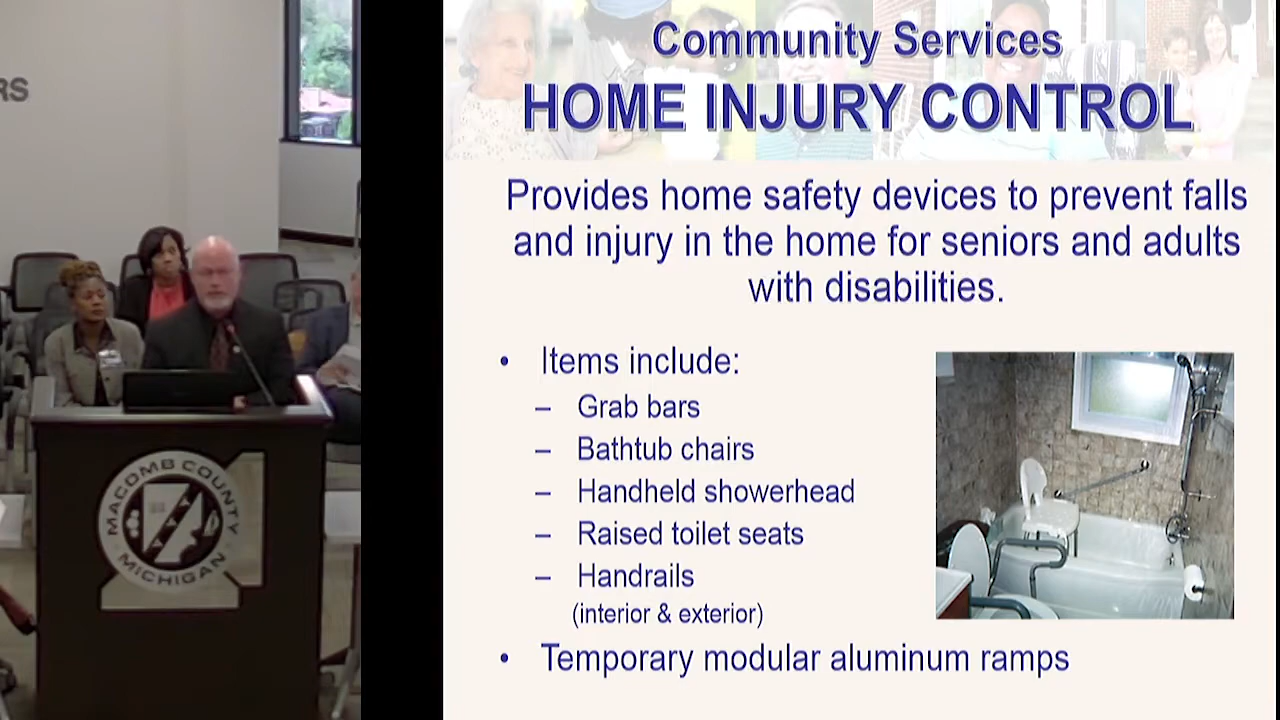 RS
MACOMB COUNTY
MICHIGAN
Community Services
HOME INJURY CONTROL
Provides home safety devices to prevent falls
and injury in the home for seniors and adults
with disabilities.
• Items include:
– Grab bars
– Bathtub chairs
– Handheld showerhead
– Raised toilet seats
– Handrails
(interior & exterior)
• Temporary modular aluminum ramps